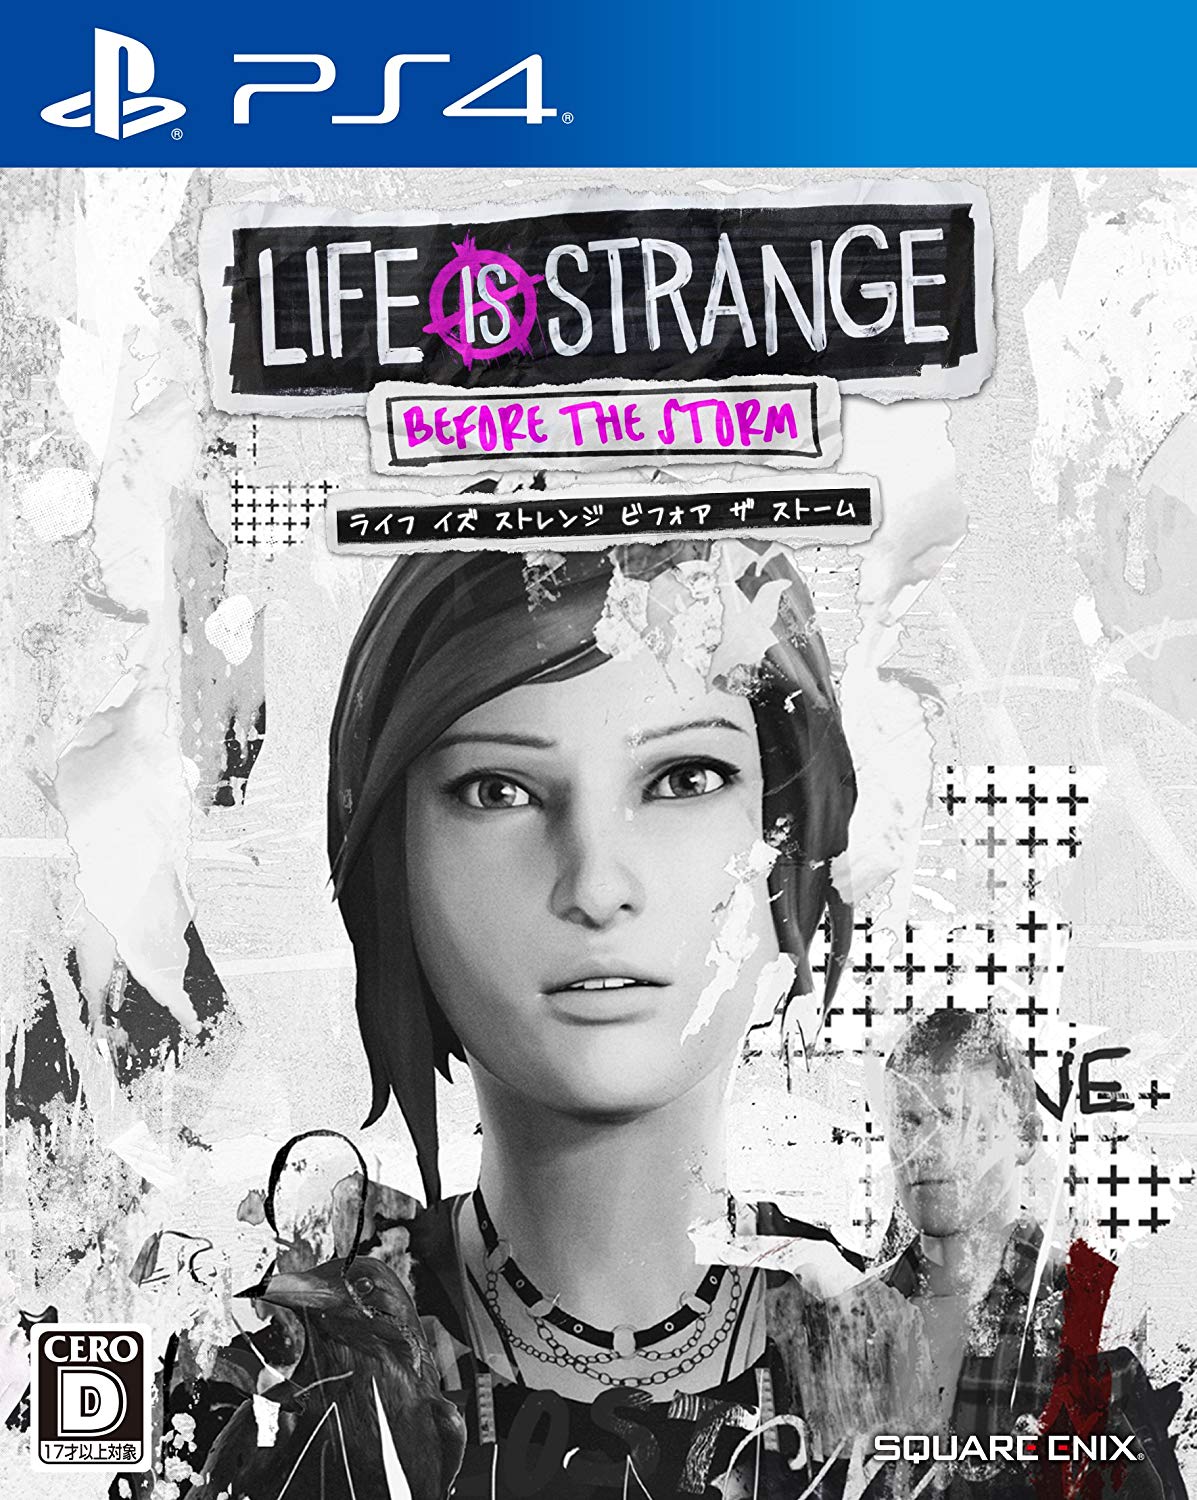 PS4®
LIFE IS STRANGE
BEFORE THE STORM
ライフ イズ ストレンジ ビフォア ザ ストーム
VE
CERO
D
17才以上対象
SQUARE ENIX®